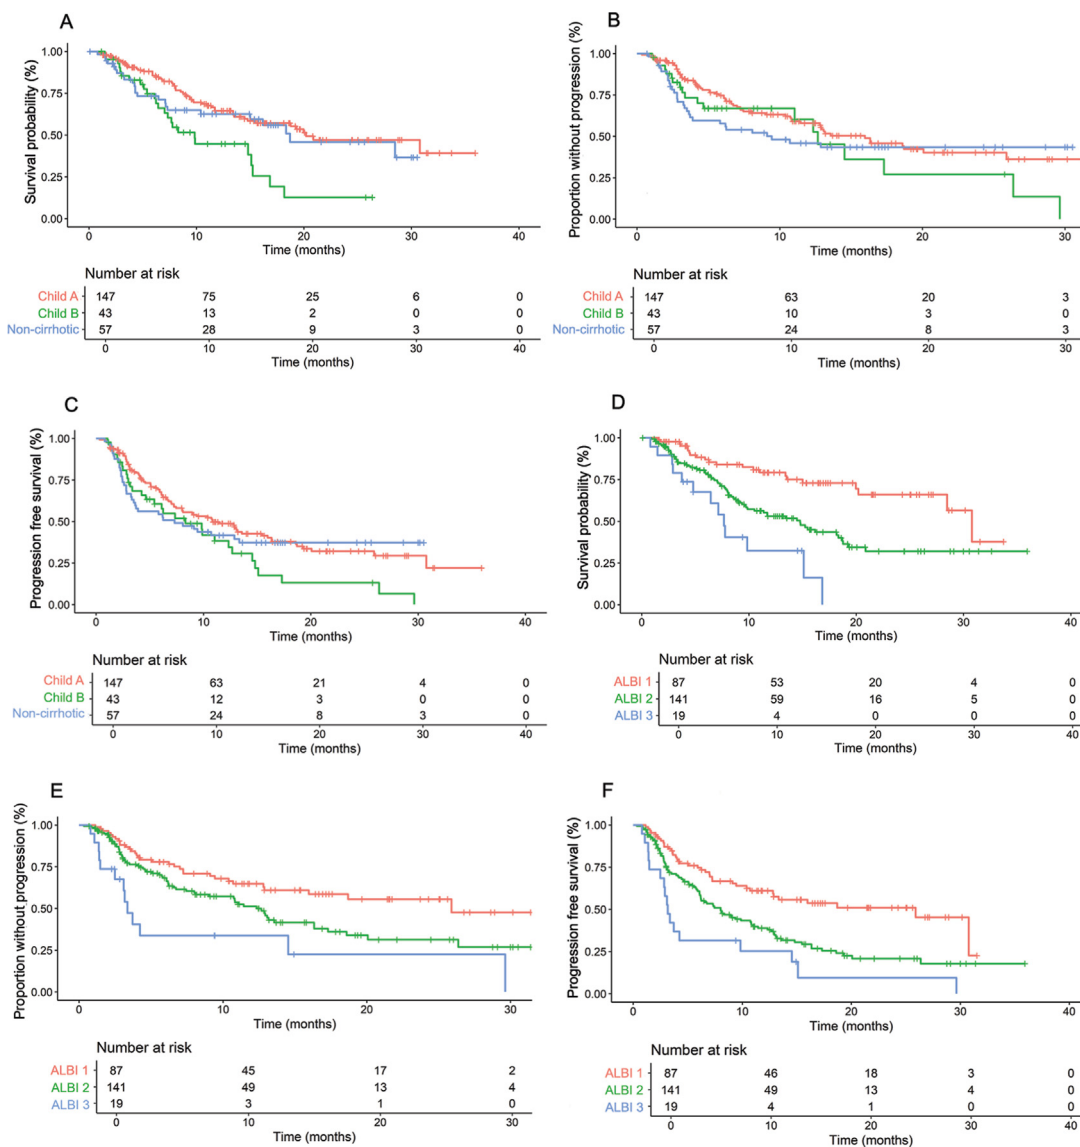 A
Survival probability (%)
1.00
0.75
0.50
0.25
0.00
0 10 20 30 40
Time (months)
Number at risk
Child A 147 75 25 6 0
Child B 43 13 2 0 0
Non-cirrhotic 57 28 9 3 0
0 10 20 30 40
Time (months)
B
Proportion without progression (%)
1.00
0.75
0.50
0.25
0.00
0 10 20 30
Time (months)
Number at risk
Child A 147 63 20 3
Child B 43 10 3 0
Non-cirrhotic 57 24 8 3
0 10 20 30
Time (months)
C
Progression free survival (%)
1.00
0.75
0.50
0.25
0.00
0 10 20 30 40
Time (months)
Number at risk
Child A 147 63 21 4 0
Child B 43 12 3 0 0
Non-cirrhotic 57 24 8 3 0
0 10 20 30 40
Time (months)
D
Survival probability (%)
1.00
0.75
0.50
0.25
0.00
0 10 20 30 40
Time (months)
Number at risk
ALBI 1 87 53 20 4 0
ALBI 2 141 59 16 5 0
ALBI 3 19 4 0 0 0
0 10 20 30 40
Time (months)
E
Proportion without progression (%)
1.00
0.75
0.50
0.25
0.00
0 10 20 30
Time (months)
Number at risk
ALBI 1 87 45 17 2
ALBI 2 141 49 13 4
ALBI 3 19 3 1 0
0 10 20 30
Time (months)
F
Progression free survival (%)
1.00
0.75
0.50
0.25
0.00
0 10 20 30 40
Time (months)
Number at risk
ALBI 1 87 46 18 3 0
ALBI 2 141 49 13 4 0
ALBI 3 19 4 1 0 0
0 10 20 30 40
Time (months)